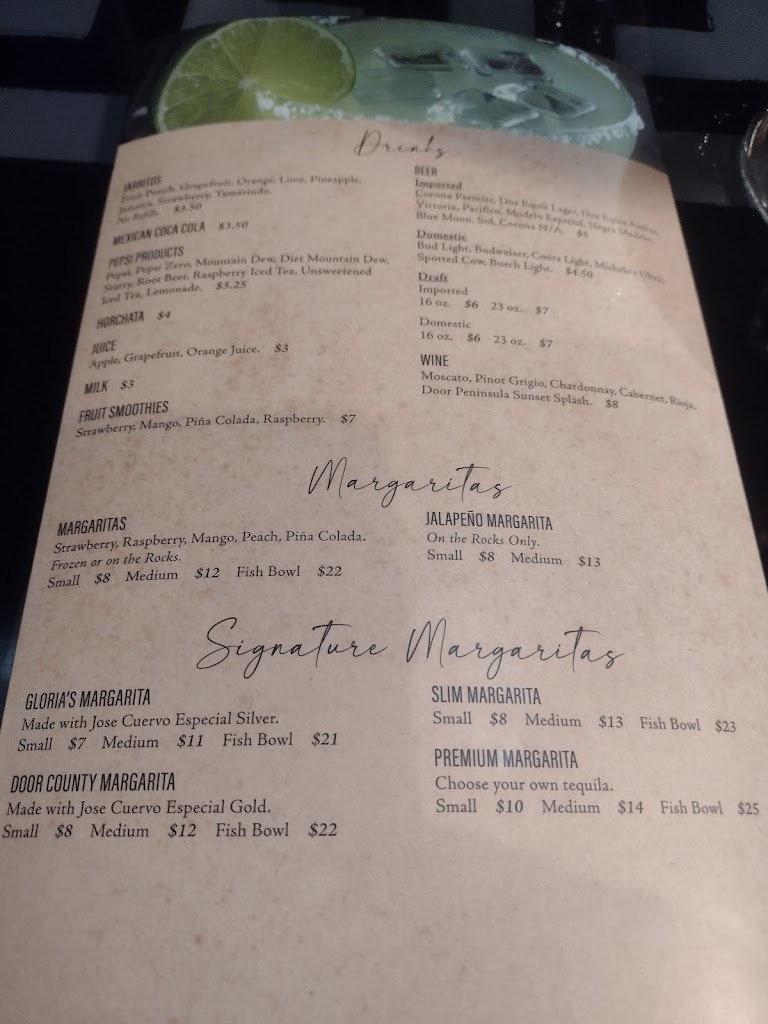 Drinks
JARRITOS
Fruit Punch, Grapefruit, Orange, Lime, Pineapple,
Jamaica, Strawberry, Tamarindo.
No Refills $3.50
MEXICAN COCA COLA $3.50
PEPSI PRODUCTS
Pepsi, Pepsi Zero, Mountain Dew, Diet Mountain Dew,
Starry, Root Beer, Raspberry Iced Tea, Unsweetened
Iced Tea, Lemonade. $3.25
HORCHATA $4
JUICE
Apple, Grapefruit, Orange Juice. $3
MILK $3
FRUIT SMOOTHIES
Strawberry, Mango, Piña Colada, Raspberry. $7
BEER
Imported
Corona Premier, Dos Equis Lager, Dos Equis Ambar,
Victoria, Pacifico, Modelo Especial, Negra Modelo,
Blue Moon, Sol, Corona N/A. $5
Domestic
Bud Light, Budweiser, Coors Light, Michelob Ultra,
Spotted Cow, Busch Light. $4.50
Draft
Imported
16 oz. $6 23 oz. $7
Domestic
16 oz. $6 23 oz. $7
WINE
Moscato, Pinot Grigio, Chardonnay, Cabernet, Rioja,
Door Peninsula Sunset Splash. $8
Margaritas
MARGARITAS
Strawberry, Raspberry, Mango, Peach, Piña Colada.
Frozen or on the Rocks.
Small $8 Medium $12 Fish Bowl $22
JALAPEÑO MARGARITA
On the Rocks Only.
Small $8 Medium $13
Signature Margaritas
GLORIA'S MARGARITA
Made with Jose Cuervo Especial Silver.
Small $7 Medium $11 Fish Bowl $21
DOOR COUNTY MARGARITA
Made with Jose Cuervo Especial Gold.
Small $8 Medium $12 Fish Bowl $22
SLIM MARGARITA
Small $8 Medium $13 Fish Bowl $23
PREMIUM MARGARITA
Choose your own tequila.
Small $10 Medium $14 Fish Bowl $25